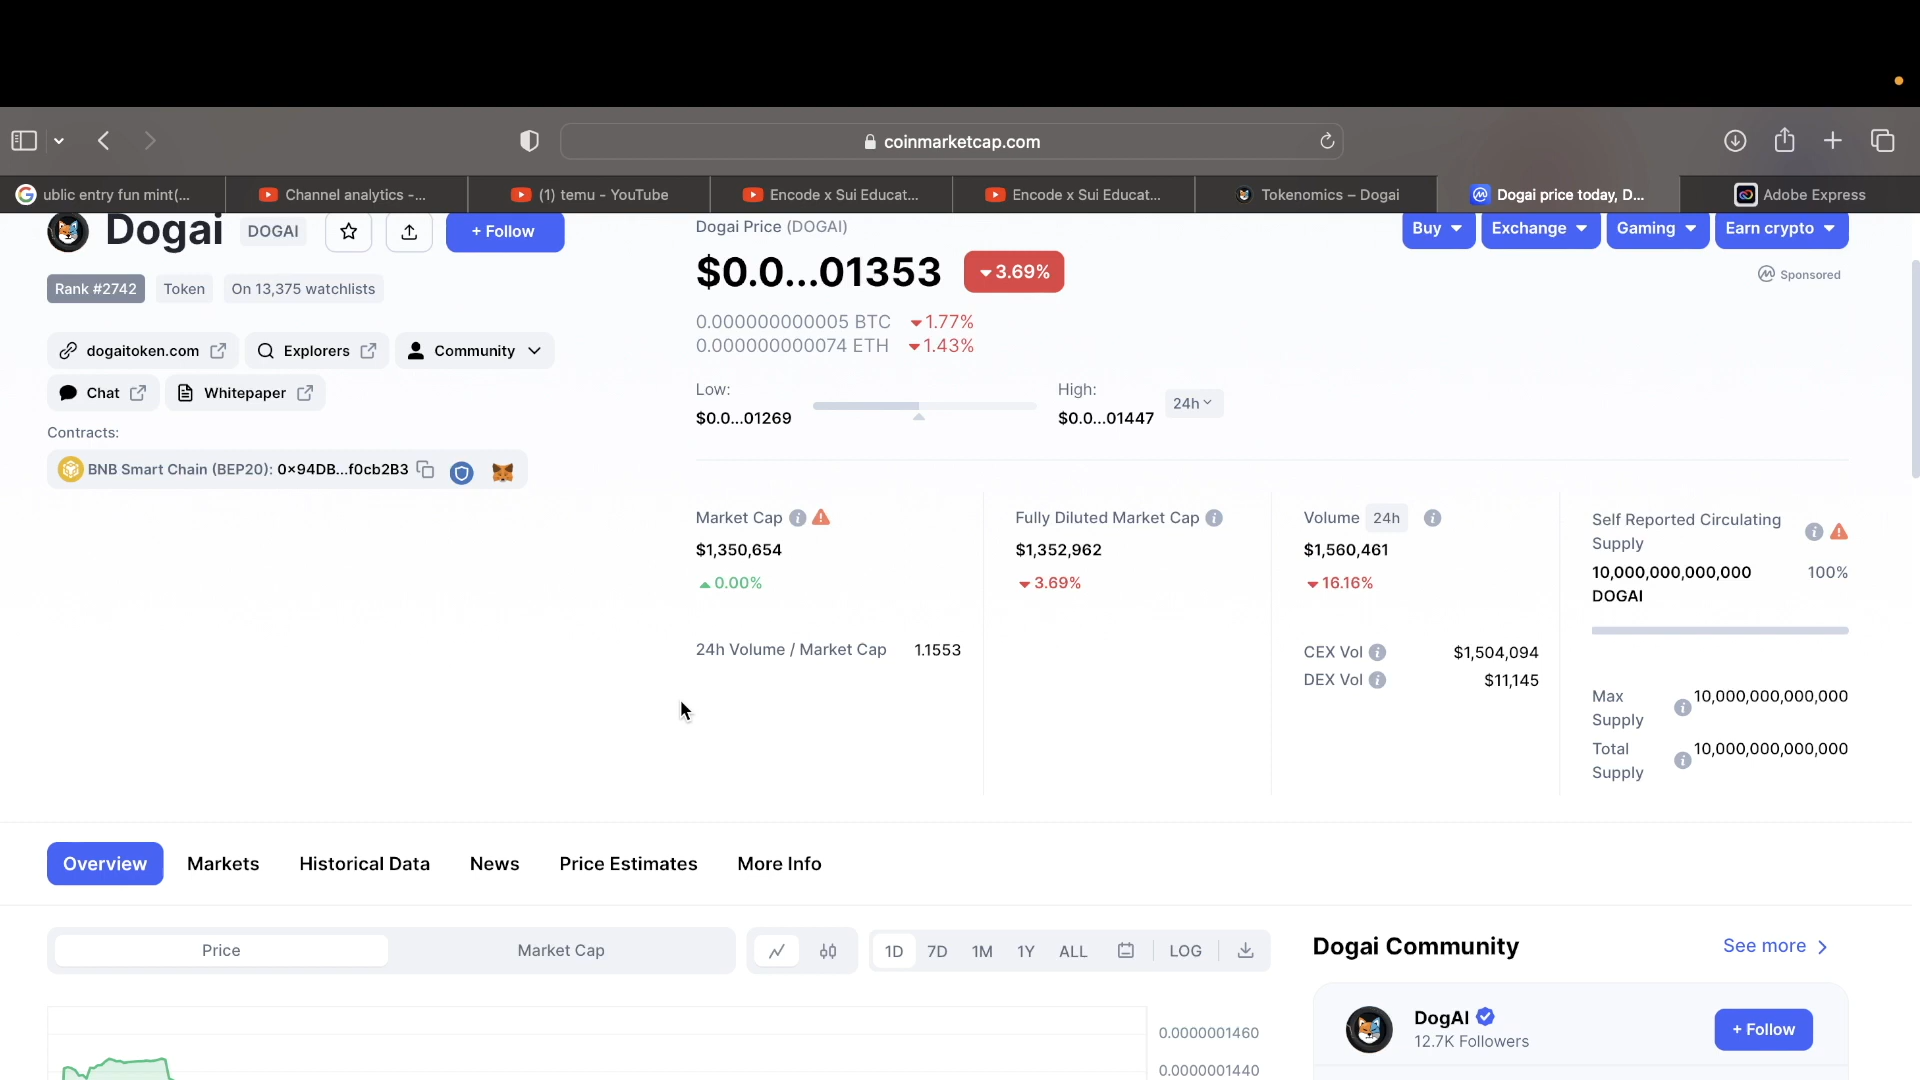 coinmarketcap.com
ublic entry fun mint(...
Channel analytics -...
(1) temu - YouTube
Encode x Sui Educat...
Encode x Sui Educat...
Tokenomics – Dogai
Dogai price today, D...
Adobe Express
Dogai DOGAI
+ Follow
Rank #2742
Token
On 13,375 watchlists
dogaitoken.com
Explorers
Community
Chat
Whitepaper
Contracts:
BNB Smart Chain (BEP20): 0x94DB...f0cb2B3
Dogai Price (DOGAI)
$0.0...01353 3.69%
0.000000000005 BTC 1.77%
0.000000000074 ETH 1.43%
Low:
$0.0...01269
High:
$0.0...01447
24h
Buy
Exchange
Gaming
Earn crypto
Sponsored
Market Cap
$1,350,654
0.00%
24h Volume / Market Cap 1.1553
Fully Diluted Market Cap
$1,352,962
3.69%
Volume 24h
$1,560,461
16.16%
CEX Vol $1,504,094
DEX Vol $11,145
Self Reported Circulating
Supply
10,000,000,000,000 100%
DOGAI
Max
Supply
10,000,000,000,000
Total
Supply
10,000,000,000,000
Overview
Markets
Historical Data
News
Price Estimates
More Info
Price
Market Cap
1D
7D
1M
1Y
ALL
LOG
0.0000001460
0.0000001440
Dogai Community
See more
DogAI
12.7K Followers
+ Follow